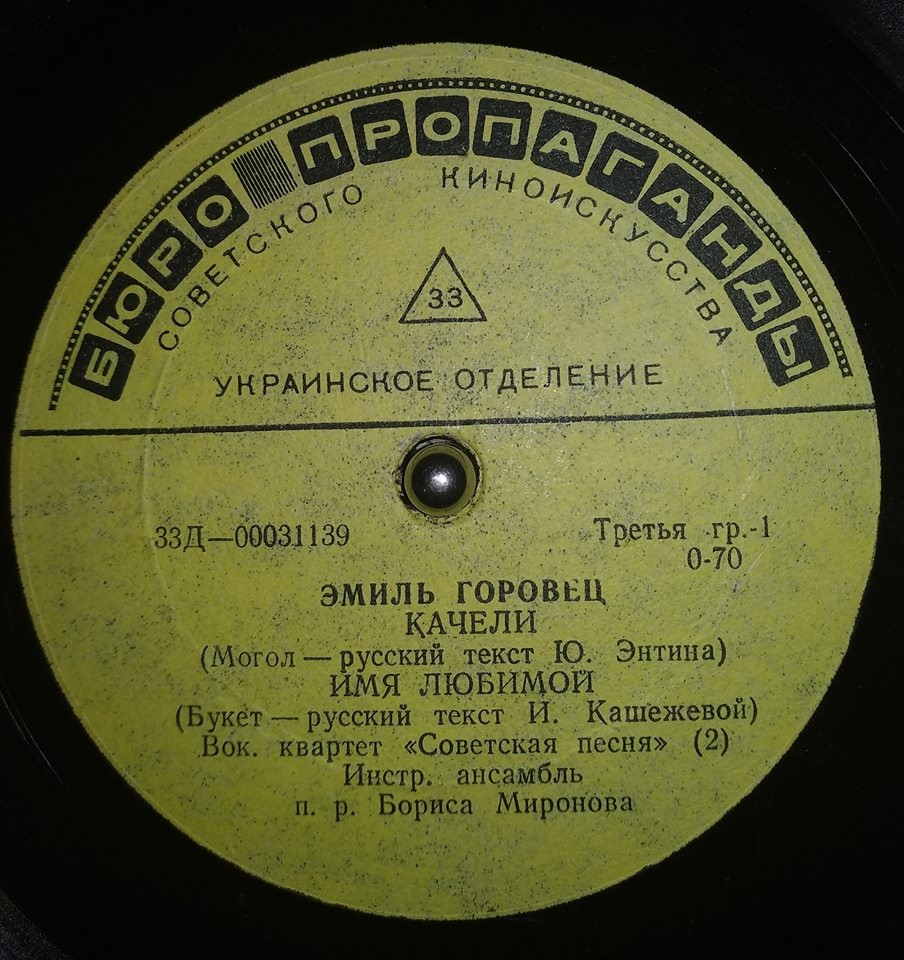 БЮРО ПРОПАГАНДЫ
СОВЕТСКОГО КИНОИСКУССТВА
33
УКРАИНСКОЕ ОТДЕЛЕНИЕ
33Д—00031139
Третья гр.-1
0-70
ЭМИЛЬ ГОРОВЕЦ
КАЧЕЛИ
(Могол — русский текст Ю. Энтина)
ИМЯ ЛЮБИМОЙ
(Букет — русский текст И. Кашежевой)
Вок. квартет «Советская песня» (2)
Инстр. ансамбль
п. р. Бориса Миронова